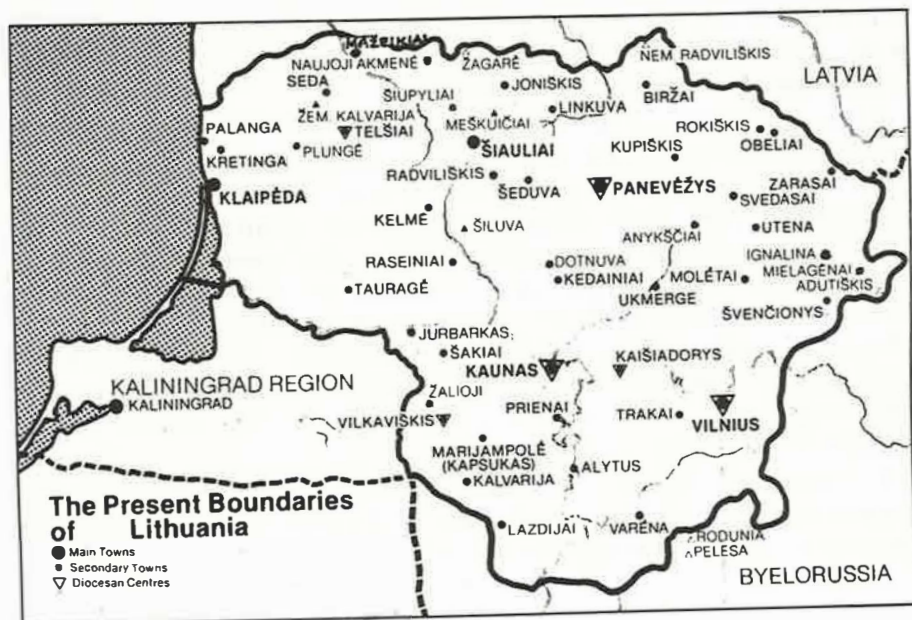 MAŽEIKIAI
NEM. RADVILIŠKIS
NAUJOJI AKMENĖ
ŽAGARĖ
LATVIA
SEDA
JONIŠKIS
BIRŽAI
ŠIUPYLIAI
LINKUVA
ŽEM. KALVARIJA
MEŠKUIČIAI
ROKIŠKIS
PALANGA
TELŠIAI
OBELIAI
KRETINGA
PLUNGĖ
ŠIAULIAI
KUPIŠKIS
RADVILIŠKIS
ZARASAI
KLAIPĖDA
ŠEDUVA
PANEVĖŽYS
SVEDASAI
KELMĖ
ŠILUVA
ANYKŠČIAI
UTENA
RASEINIAI
DOTNUVA
IGNALINA
KEDAINIAI
MOLĖTAI
MIELAGĖNAI
TAURAGĖ
UKMERGE
ADUTIŠKIS
ŠVENČIONYS
JURBARKAS
ŠAKIAI
KAUNAS
KAIŠIADORYS
KALININGRAD REGION
KALININGRAD
ŽALIOJI
VILKAVIŠKIS
PRIENAI
TRAKAI
VILNIUS
MARIJAMPOLĖ
(KAPSUKAS)
ALYTUS
KALVARIJA
The Present Boundaries
of Lithuania
Main Towns
Secondary Towns
Diocesan Centres
LAZDIJAI
VARĖNA
RODUNIA
PELESA
BYELORUSSIA